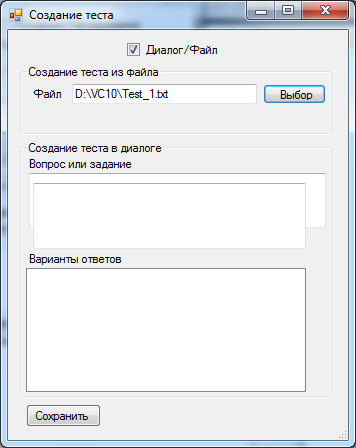 Создание теста
Диалог/Файл
Создание теста из файла
Файл D:\VC10\Test_1.txt Выбор
Создание теста в диалоге
Вопрос или задание
Варианты ответов
Сохранить